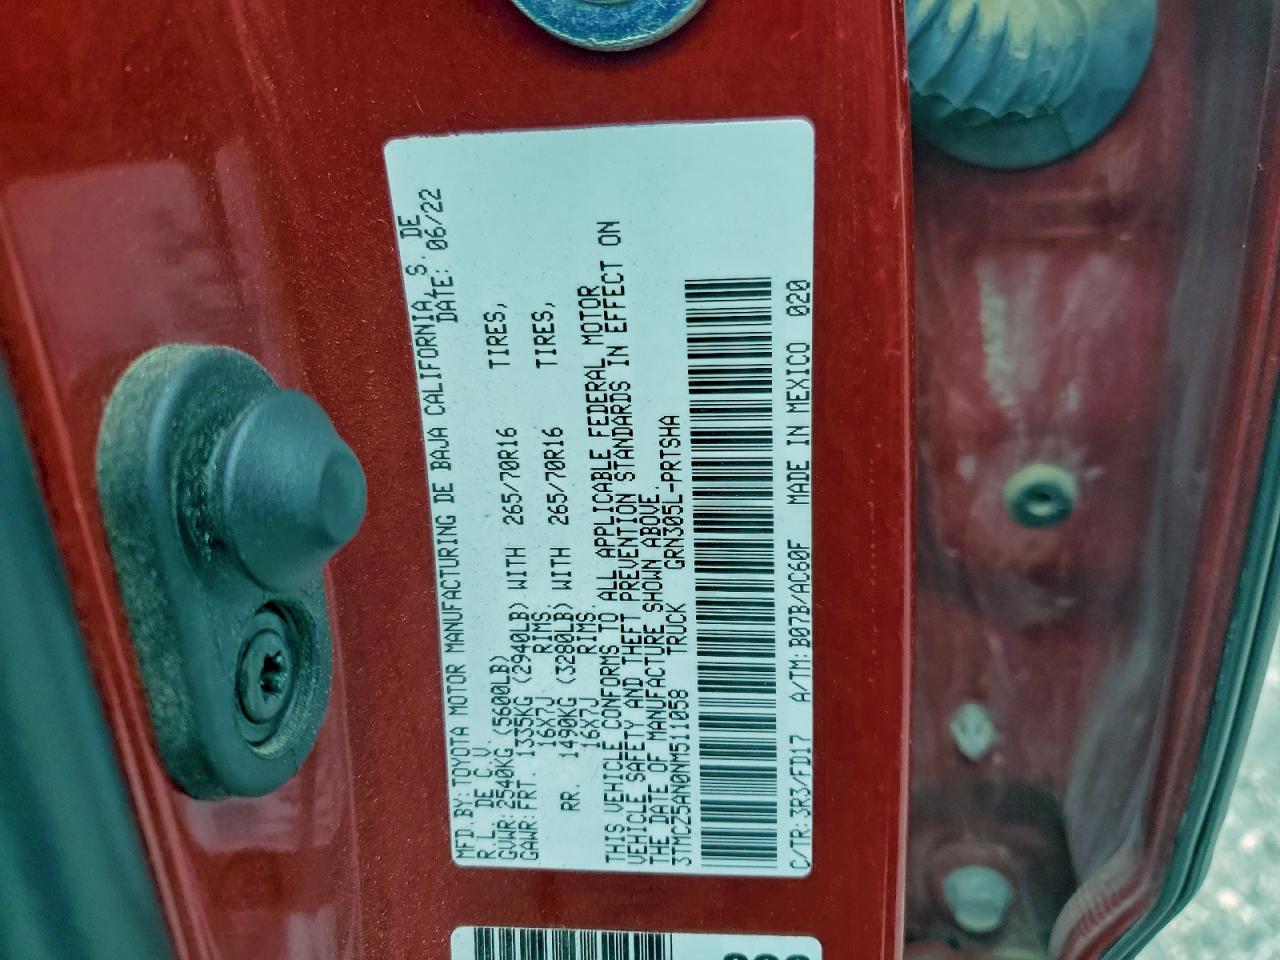 MFD BY: TOYOTA MOTOR MANUFACTURING DE BAJA CALIFORNIA, S. DE
R.L. DE C.V. DATE: 06/22
GVWR: 2540KG (5600LB)
GAWR: FRT. 1335KG (2940LB) WITH 265/70R16 TIRES,
16X7J RIMS
RR. 1490KG (3280LB) WITH 265/70R16 TIRES,
16X7J RIMS.
THIS VEHICLE CONFORMS TO ALL APPLICABLE FEDERAL MOTOR
VEHICLE SAFETY AND THEFT PREVENTION STANDARDS IN EFFECT ON
THE DATE OF MANUFACTURE SHOWN ABOVE.
3TMCZ5AN0NM511058 TRUCK GRN305L-PRTSHA
C/TR: 3R3/FD17 A/TM: B07B/AC60F MADE IN MEXICO 020